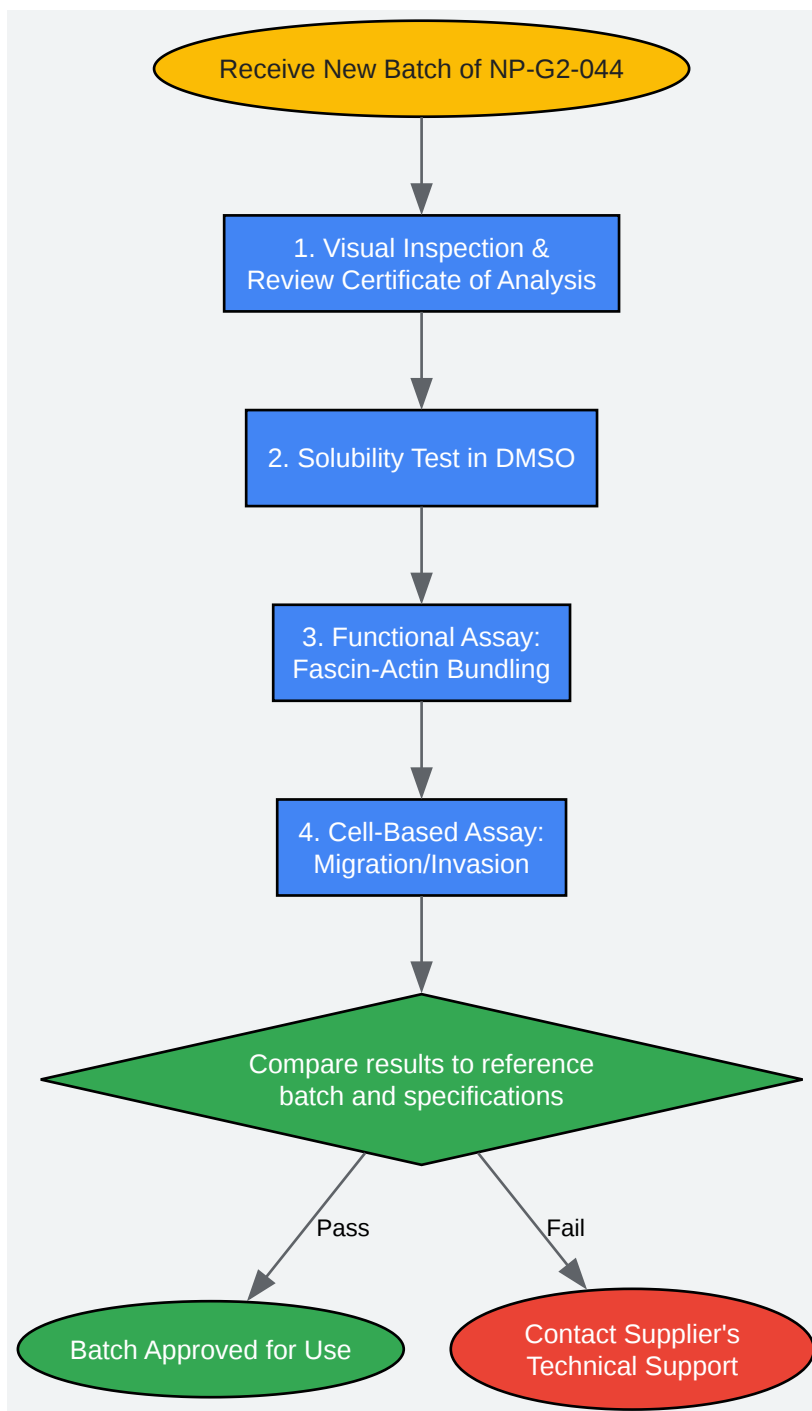 Receive New Batch of NP-G2-044
1. Visual Inspection &
Review Certificate of Analysis
2. Solubility Test in DMSO
3. Functional Assay:
Fascin-Actin Bundling
4. Cell-Based Assay:
Migration/Invasion
Compare results to reference
batch and specifications
Pass
Fail
Batch Approved for Use
Contact Supplier's
Technical Support